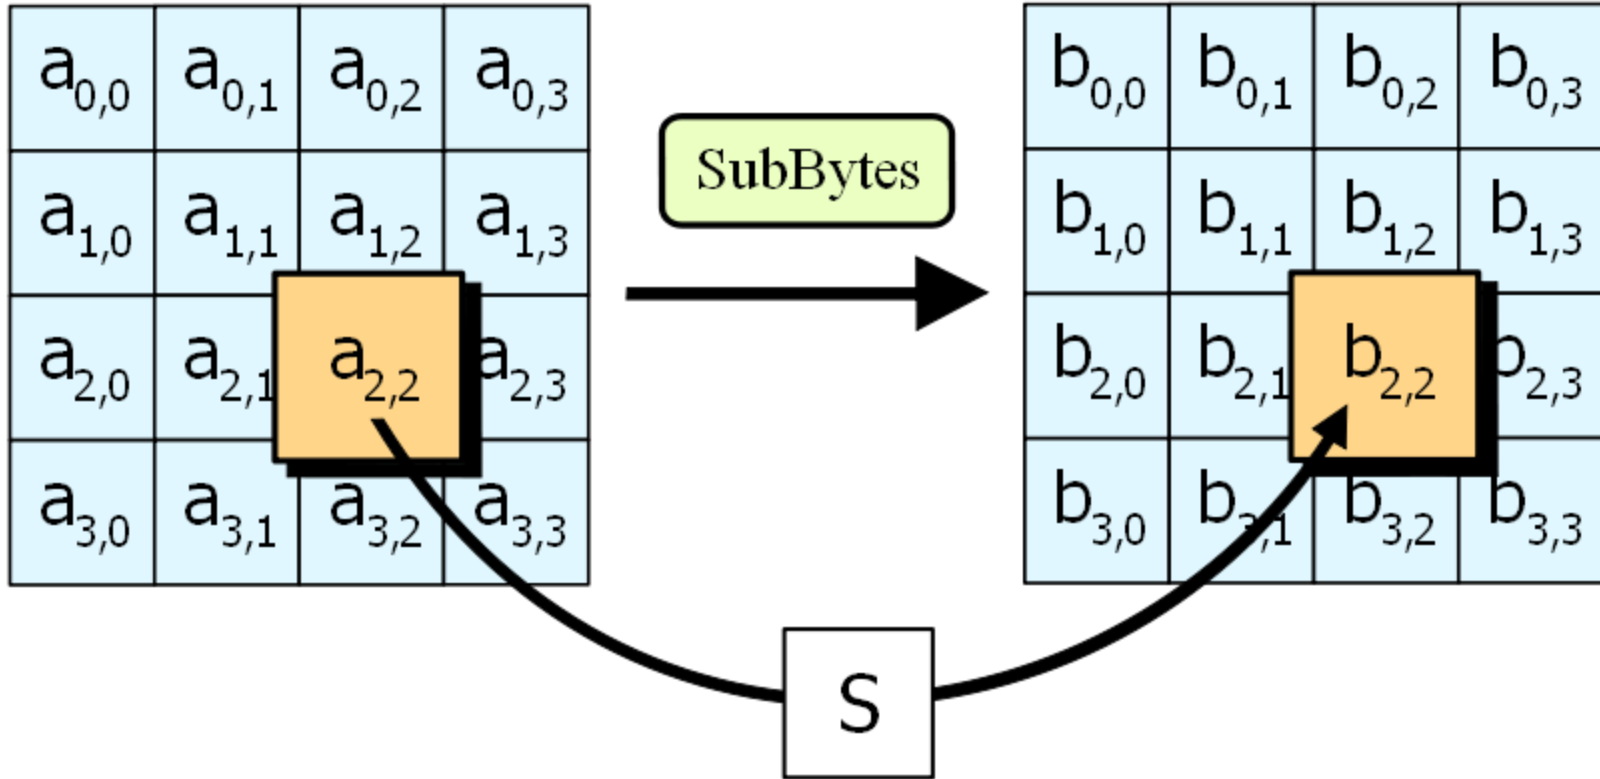 a0,0 a0,1 a0,2 a0,3
a1,0 a1,1 a1,2 a1,3
a2,0 a2,1 a2,2 a2,3
a3,0 a3,1 a3,2 a3,3
SubBytes
b0,0 b0,1 b0,2 b0,3
b1,0 b1,1 b1,2 b1,3
b2,0 b2,1 b2,2 b2,3
b3,0 b3,1 b3,2 b3,3
S